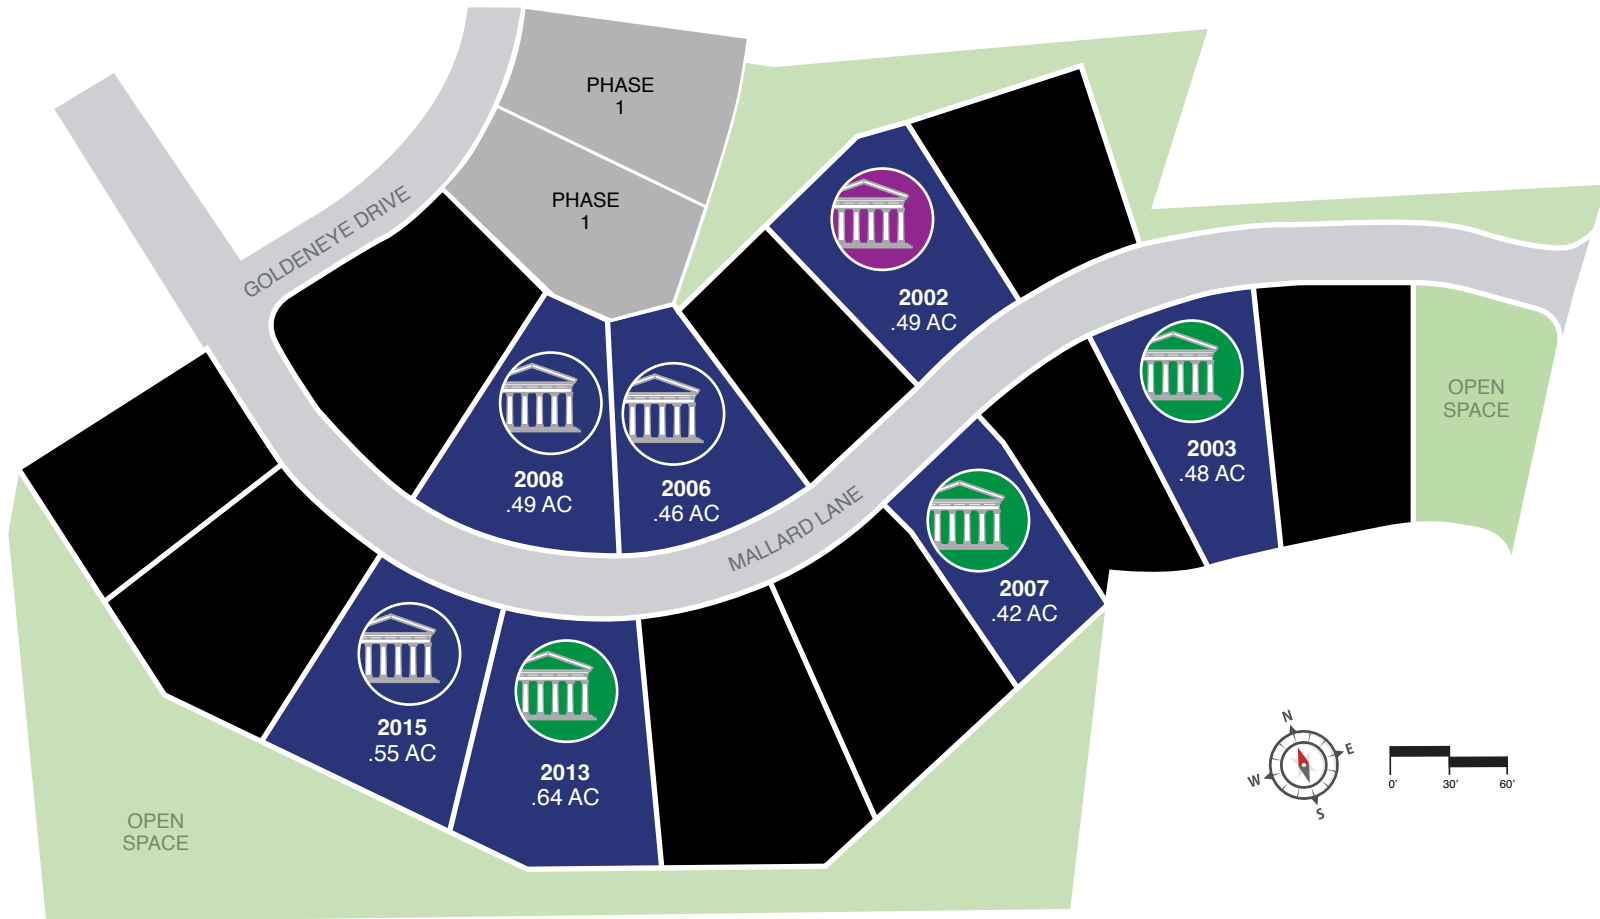 PHASE
1
PHASE
1
GOLDENEYE DRIVE
2002
.49 AC
2003
.48 AC
OPEN
SPACE
2008
.49 AC
2006
.46 AC
MALLARD LANE
2007
.42 AC
2015
.55 AC
2013
.64 AC
OPEN
SPACE
N
E
W
S
0' 30' 60'